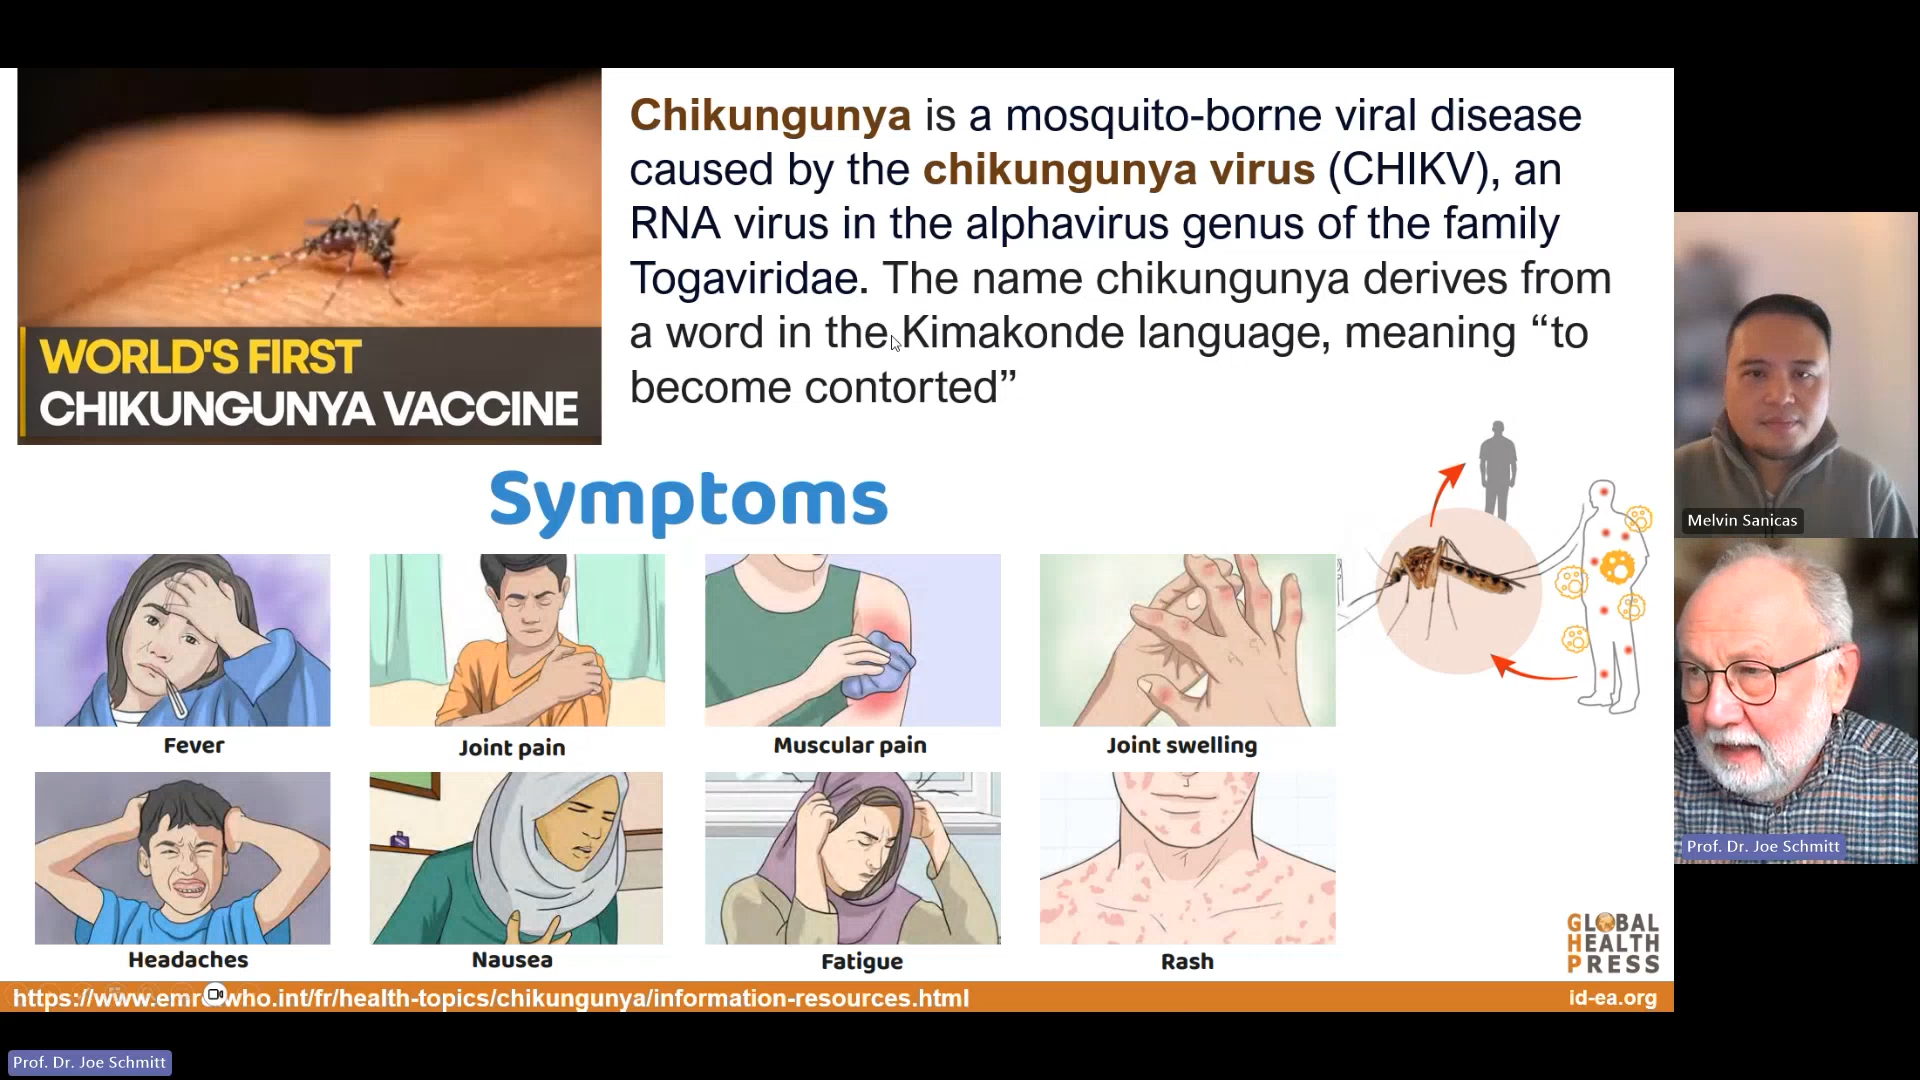 WORLD'S FIRST
CHIKUNGUNYA VACCINE
Chikungunya is a mosquito-borne viral disease
caused by the chikungunya virus (CHIKV), an
RNA virus in the alphavirus genus of the family
Togaviridae. The name chikungunya derives from
a word in the Kimakonde language, meaning “to
become contorted”
Symptoms
Fever
Joint pain
Muscular pain
Joint swelling
Headaches
Nausea
Fatigue
Rash
GLOBAL
HEALTH
PRESS
https://www.emro.who.int/fr/health-topics/chikungunya/information-resources.html
id-ea.org
Melvin Sanicas
Prof. Dr. Joe Schmitt
Prof. Dr. Joe Schmitt